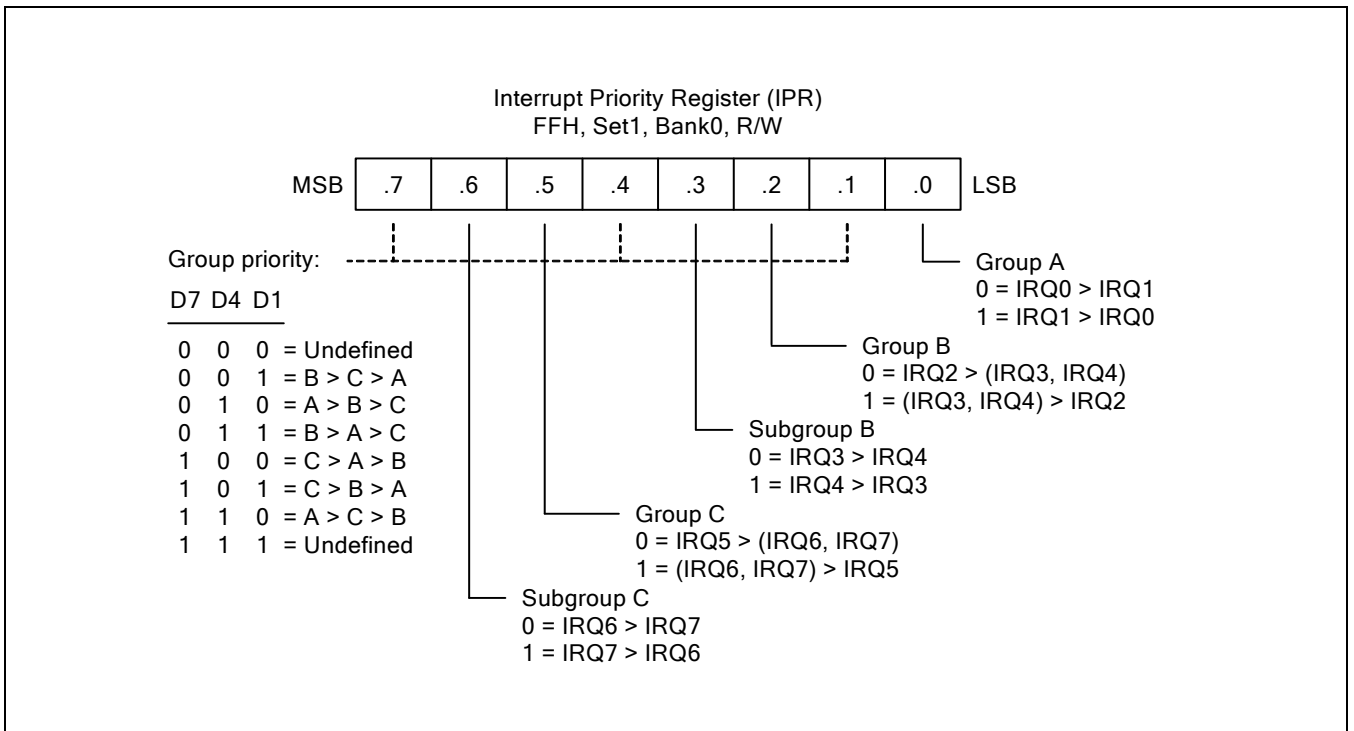 Interrupt Priority Register (IPR)
FFH, Set1, Bank0, R/W
MSB .7 .6 .5 .4 .3 .2 .1 .0 LSB
Group priority:
D7 D4 D1
0 0 0 = Undefined
0 0 1 = B > C > A
0 1 0 = A > B > C
0 1 1 = B > A > C
1 0 0 = C > A > B
1 0 1 = C > B > A
1 1 0 = A > C > B
1 1 1 = Undefined
Group A
0 = IRQ0 > IRQ1
1 = IRQ1 > IRQ0
Group B
0 = IRQ2 > (IRQ3, IRQ4)
1 = (IRQ3, IRQ4) > IRQ2
Subgroup B
0 = IRQ3 > IRQ4
1 = IRQ4 > IRQ3
Group C
0 = IRQ5 > (IRQ6, IRQ7)
1 = (IRQ6, IRQ7) > IRQ5
Subgroup C
0 = IRQ6 > IRQ7
1 = IRQ7 > IRQ6